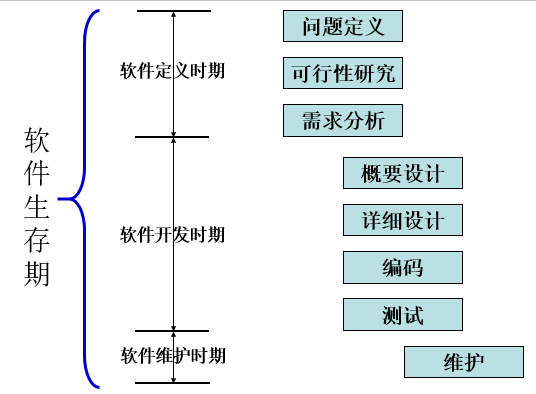 软件生存期
软件定义时期
问题定义
可行性研究
需求分析
软件开发时期
概要设计
详细设计
编码
测试
软件维护时期
维护